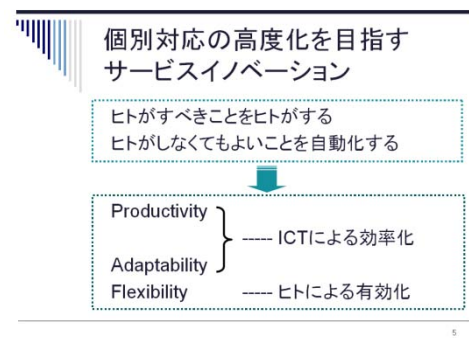 個別対応の高度化を目指す
サービスイノベーション
ヒトがすべきことをヒトがする
ヒトがしなくてもよいことを自動化する
Productivity
----- ICTによる効率化
Adaptability
Flexibility ----- ヒトによる有効化
5